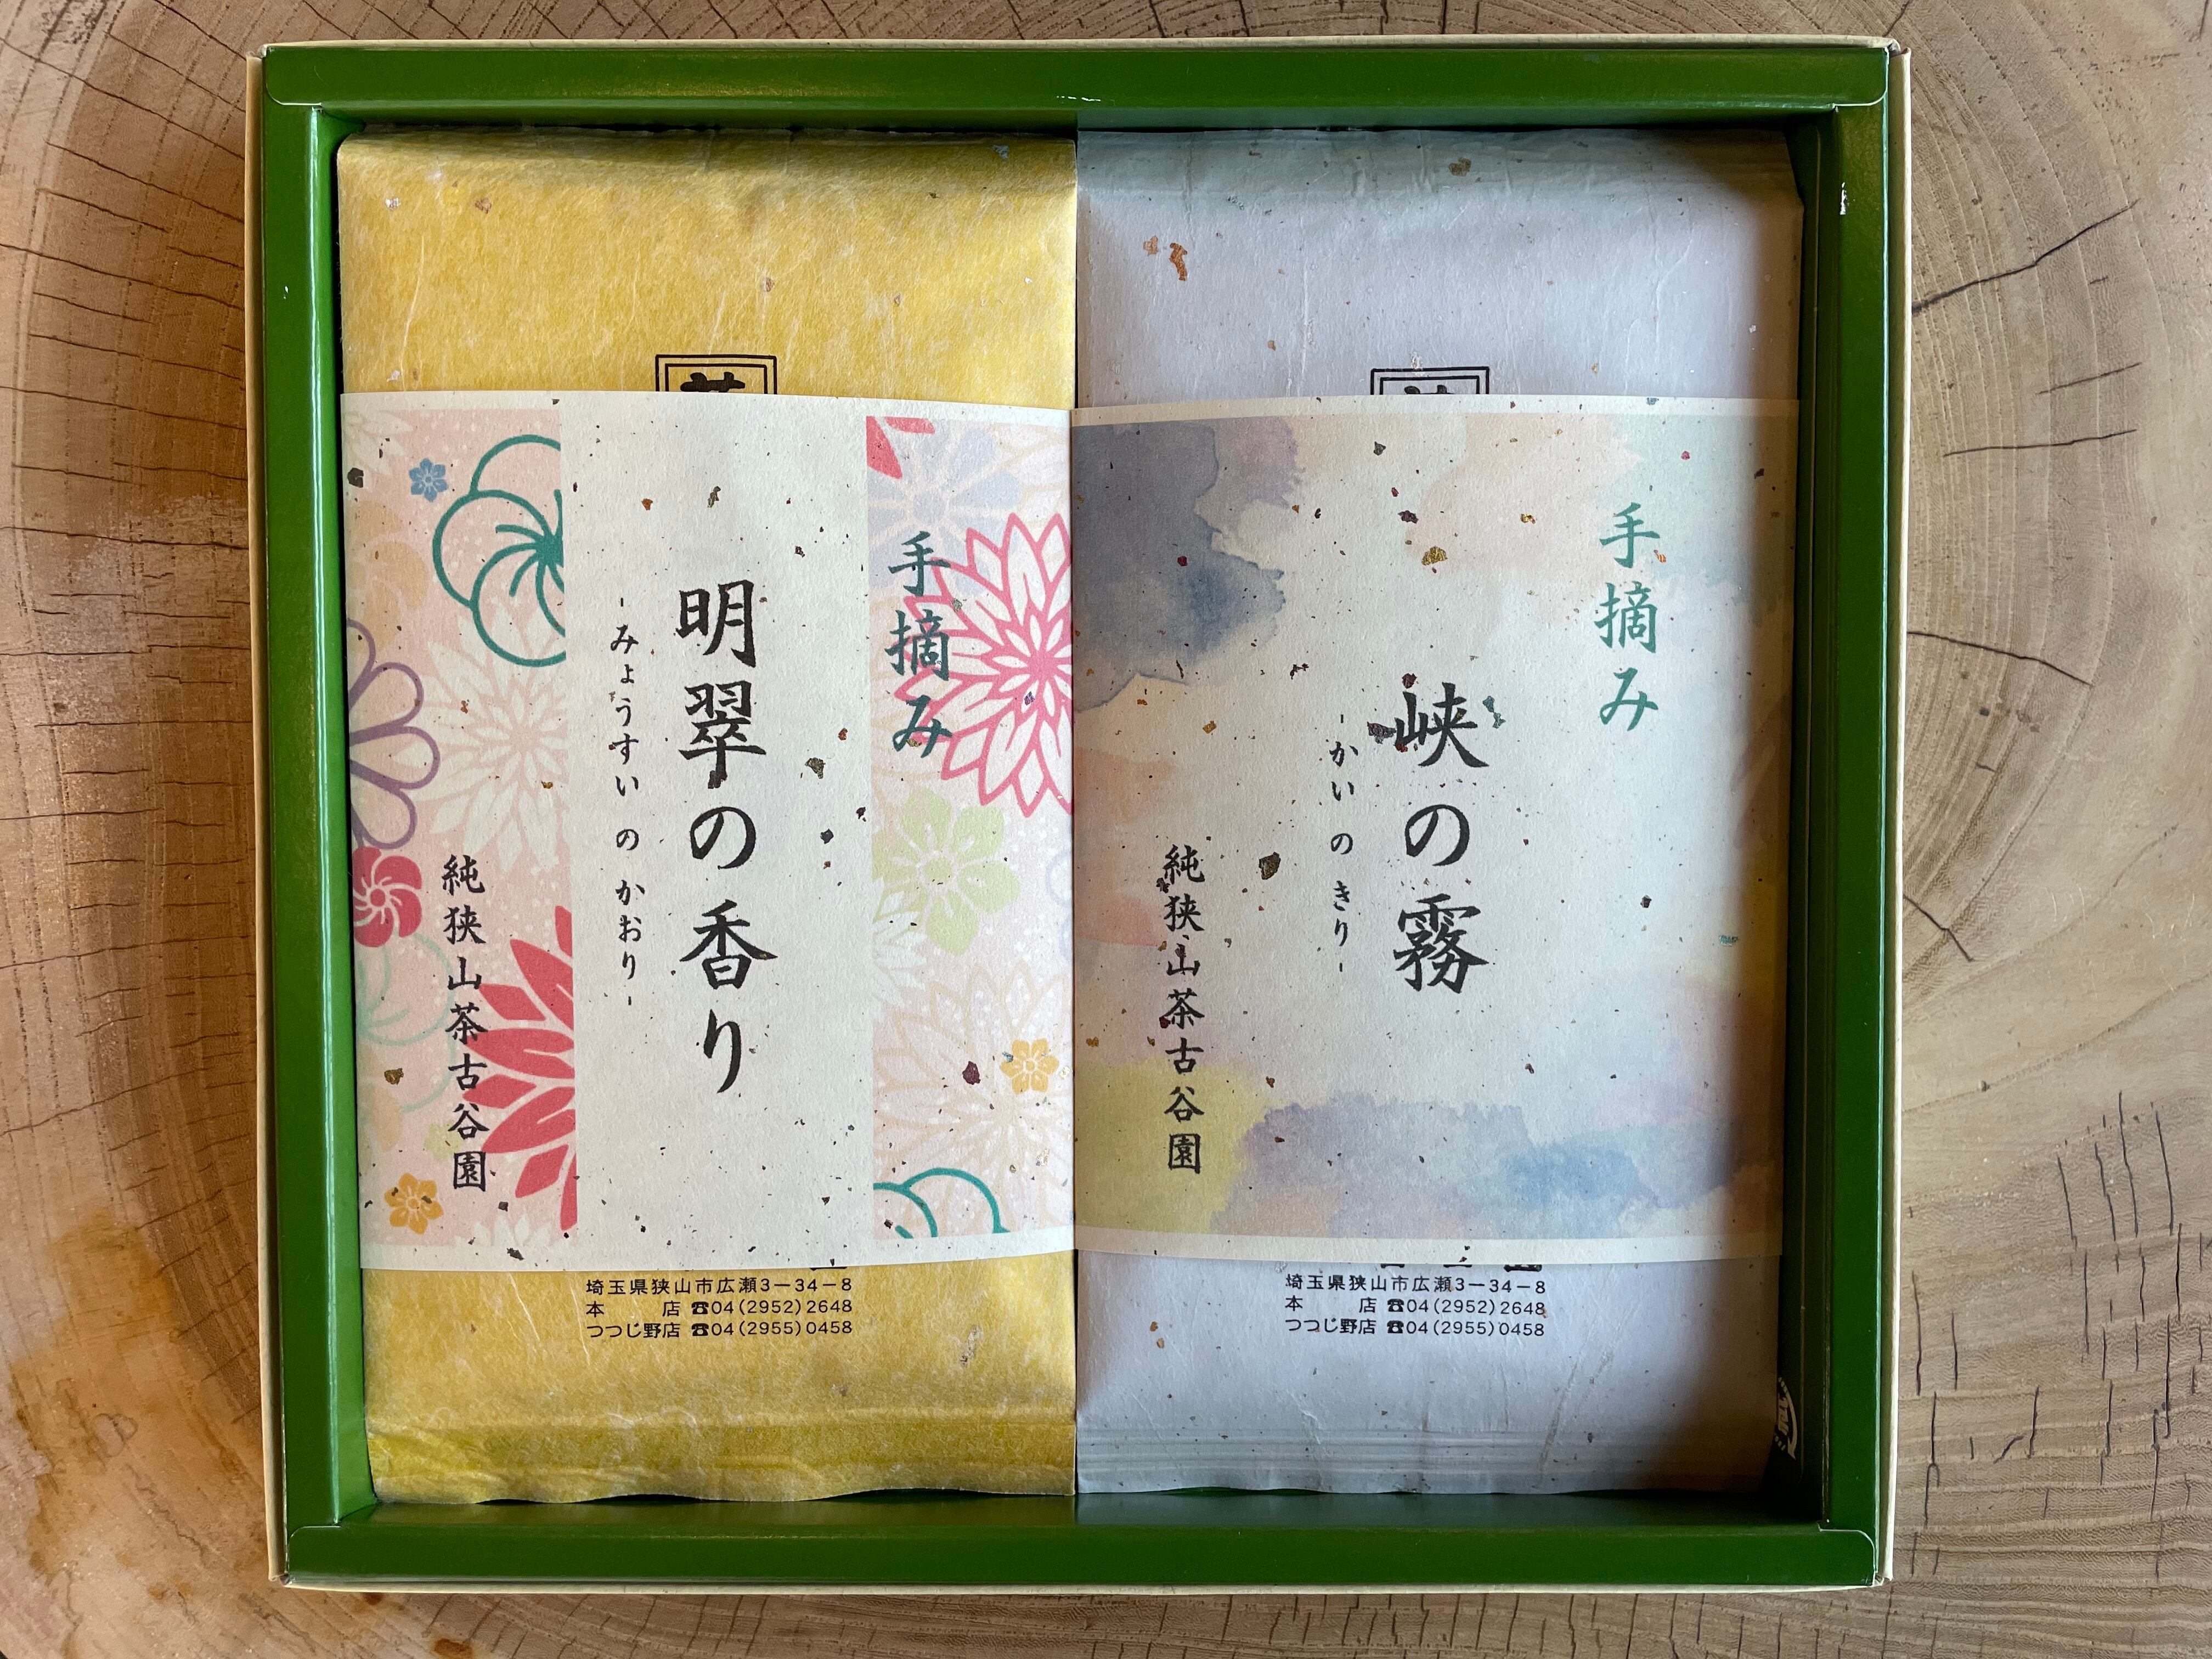 手摘み
明翠の香り
-みょうすい の かおり-
純狭山茶古谷園
埼玉県狭山市広瀬3-34-8
本　店 ☎04(2952)2648
つつじ野店 ☎04(2955)0458
手摘み
峡の霧
-かい の きり-
純狭山茶古谷園
埼玉県狭山市広瀬3-34-8
本　店 ☎04(2952)2648
つつじ野店 ☎04(2955)0458